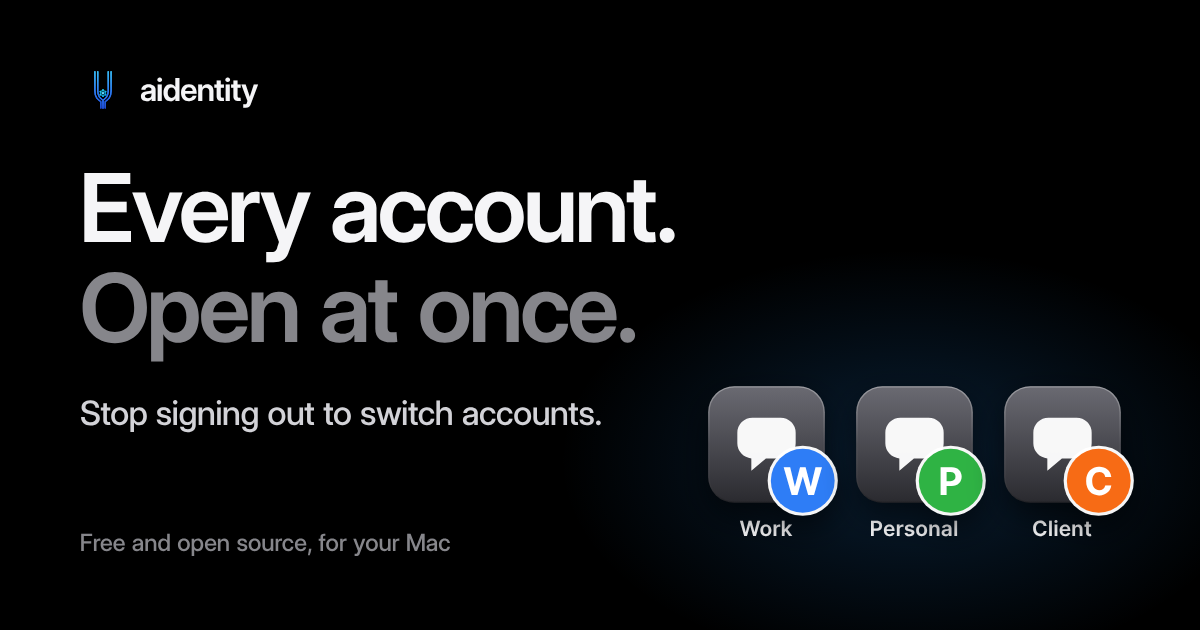 aidentity
Every account.
Open at once.
Stop signing out to switch accounts.
W P C
Work Personal Client
Free and open source, for your Mac